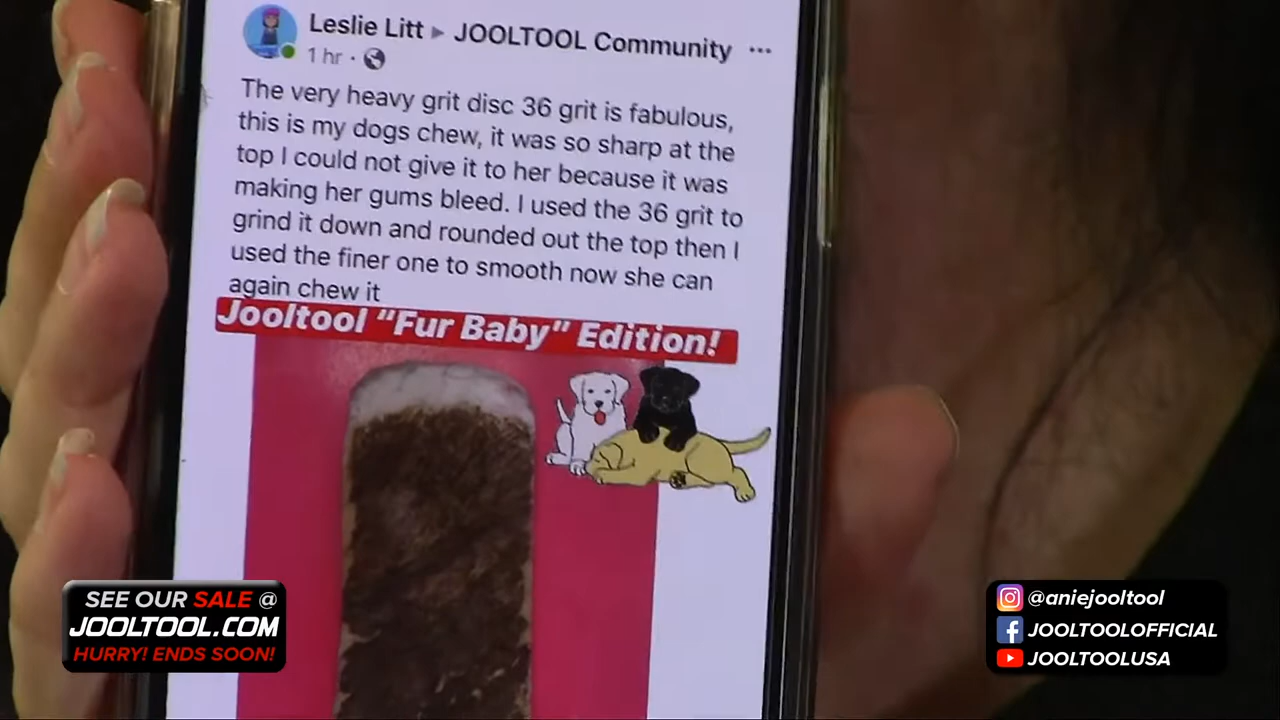 Leslie Litt ▸ JOOLTOOL Community ...
1 hr ·
The very heavy grit disc 36 grit is fabulous,
this is my dogs chew, it was so sharp at the
top I could not give it to her because it was
making her gums bleed. I used the 36 grit to
grind it down and rounded out the top then I
used the finer one to smooth now she can
again chew it
Jooltool “Fur Baby” Edition!
SEE OUR SALE @
JOOLTOOL.COM
HURRY! ENDS SOON!
@aniejooltool
JOOLTOOLOFFICIAL
JOOLTOOLUSA